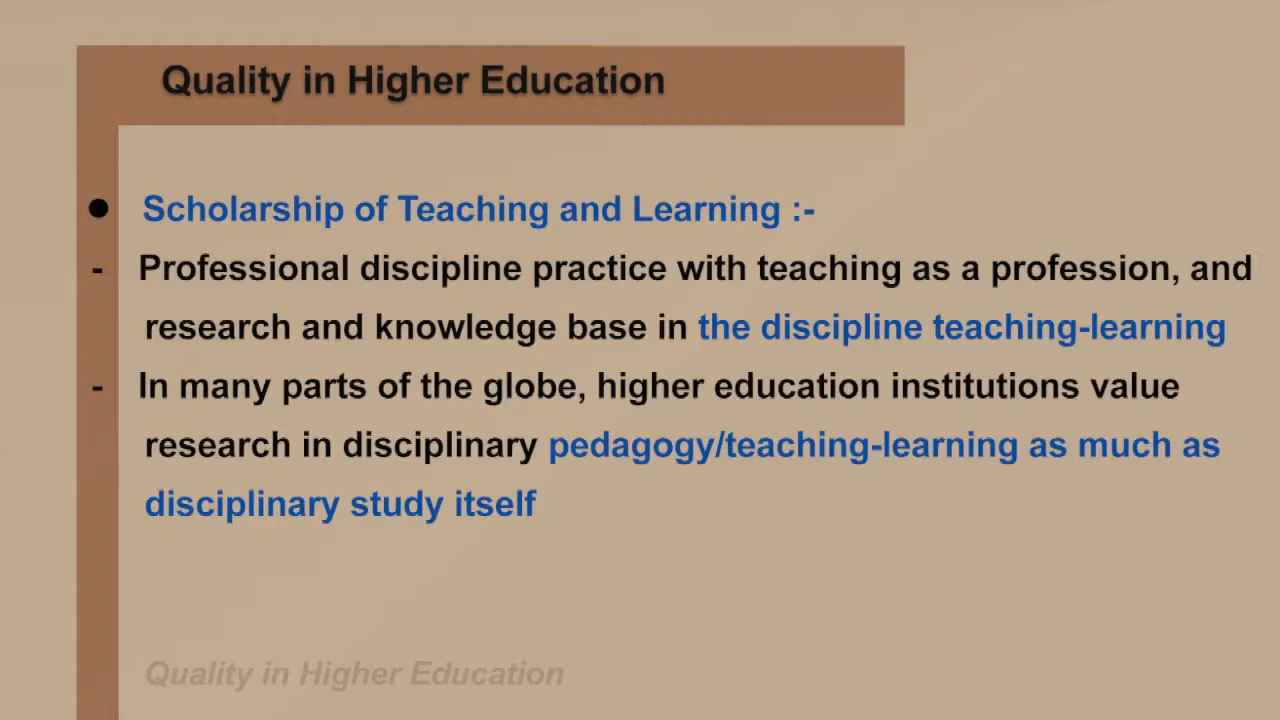 Quality in Higher Education
● Scholarship of Teaching and Learning :-
- Professional discipline practice with teaching as a profession, and
research and knowledge base in the discipline teaching-learning
- In many parts of the globe, higher education institutions value
research in disciplinary pedagogy/teaching-learning as much as
disciplinary study itself
Quality in Higher Education